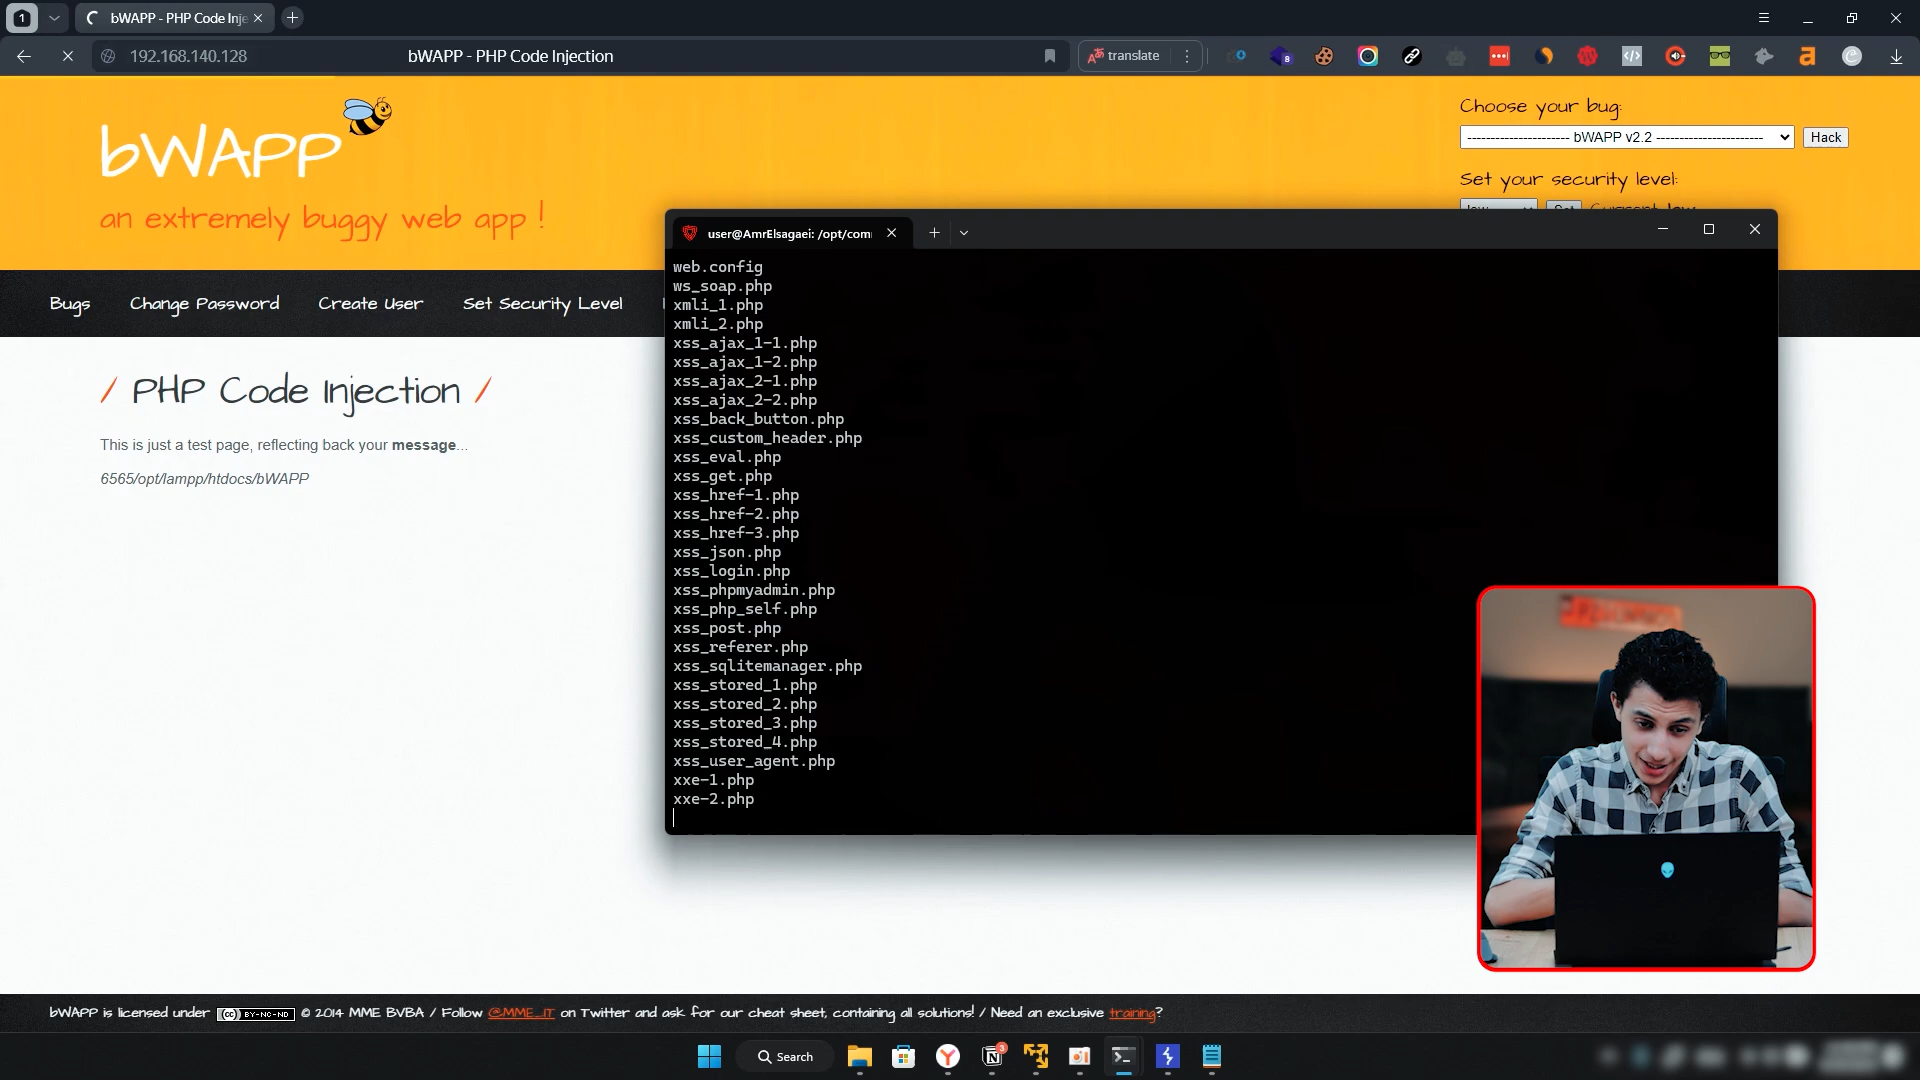 1
bWAPP - PHP Code Inje
192.168.140.128
bWAPP - PHP Code Injection
translate
bWAPP
an extremely buggy web app !
Choose your bug:
---------------------- bWAPP v2.2 -----------------------
Hack
Set your security level:
Bugs
Change Password
Create User
Set Security Level
/ PHP Code Injection /
This is just a test page, reflecting back your message...
6565/opt/lampp/htdocs/bWAPP
user@AmrElsagaei: /opt/com
web.config
ws_soap.php
xmli_1.php
xmli_2.php
xss_ajax_1-1.php
xss_ajax_1-2.php
xss_ajax_2-1.php
xss_ajax_2-2.php
xss_back_button.php
xss_custom_header.php
xss_eval.php
xss_get.php
xss_href-1.php
xss_href-2.php
xss_href-3.php
xss_json.php
xss_login.php
xss_phpmyadmin.php
xss_php_self.php
xss_post.php
xss_referer.php
xss_sqlitemanager.php
xss_stored_1.php
xss_stored_2.php
xss_stored_3.php
xss_stored_4.php
xss_user_agent.php
xxe-1.php
xxe-2.php
bWAPP is licensed under (cc) BY-NC-ND © 2014 MME BVBA / Follow @MME_IT on Twitter and ask for our cheat sheet, containing all solutions! / Need an exclusive training?
Search
3